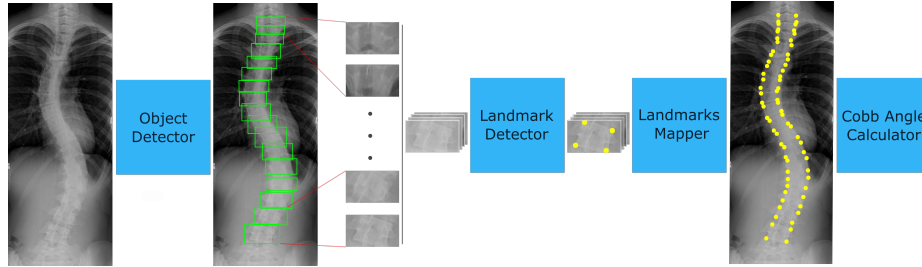 Object
Detector
Landmark
Detector
Landmarks
Mapper
Cobb Angle
Calculator